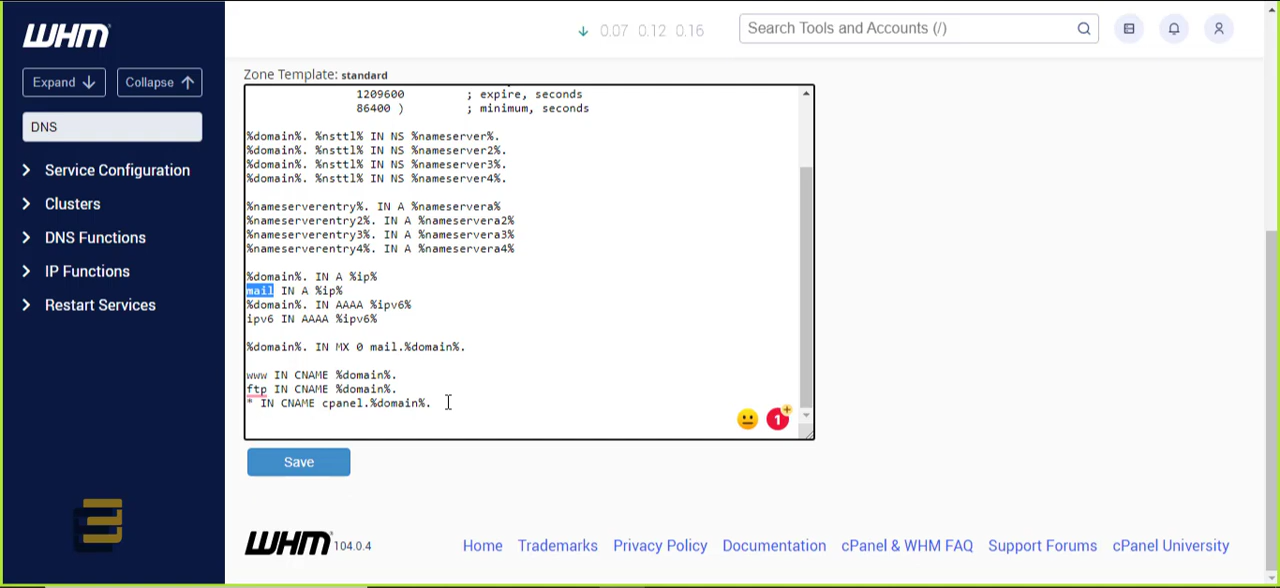 WHM
0.07 0.12 0.16
Search Tools and Accounts (/)
Expand
Collapse
DNS
Service Configuration
Clusters
DNS Functions
IP Functions
Restart Services
Zone Template: standard
1209600 ; expire, seconds
86400 ) ; minimum, seconds
%domain%. %nsttl% IN NS %nameserver%.
%domain%. %nsttl% IN NS %nameserver2%.
%domain%. %nsttl% IN NS %nameserver3%.
%domain%. %nsttl% IN NS %nameserver4%.
%nameserverentry%. IN A %nameservera%
%nameserverentry2%. IN A %nameservera2%
%nameserverentry3%. IN A %nameservera3%
%nameserverentry4%. IN A %nameservera4%
%domain%. IN A %ip%
mail IN A %ip%
%domain%. IN AAAA %ipv6%
ipv6 IN AAAA %ipv6%
%domain%. IN MX 0 mail.%domain%.
www IN CNAME %domain%.
ftp IN CNAME %domain%.
* IN CNAME cpanel.%domain%.
1
Save
WHM 104.0.4
Home
Trademarks
Privacy Policy
Documentation
cPanel & WHM FAQ
Support Forums
cPanel University